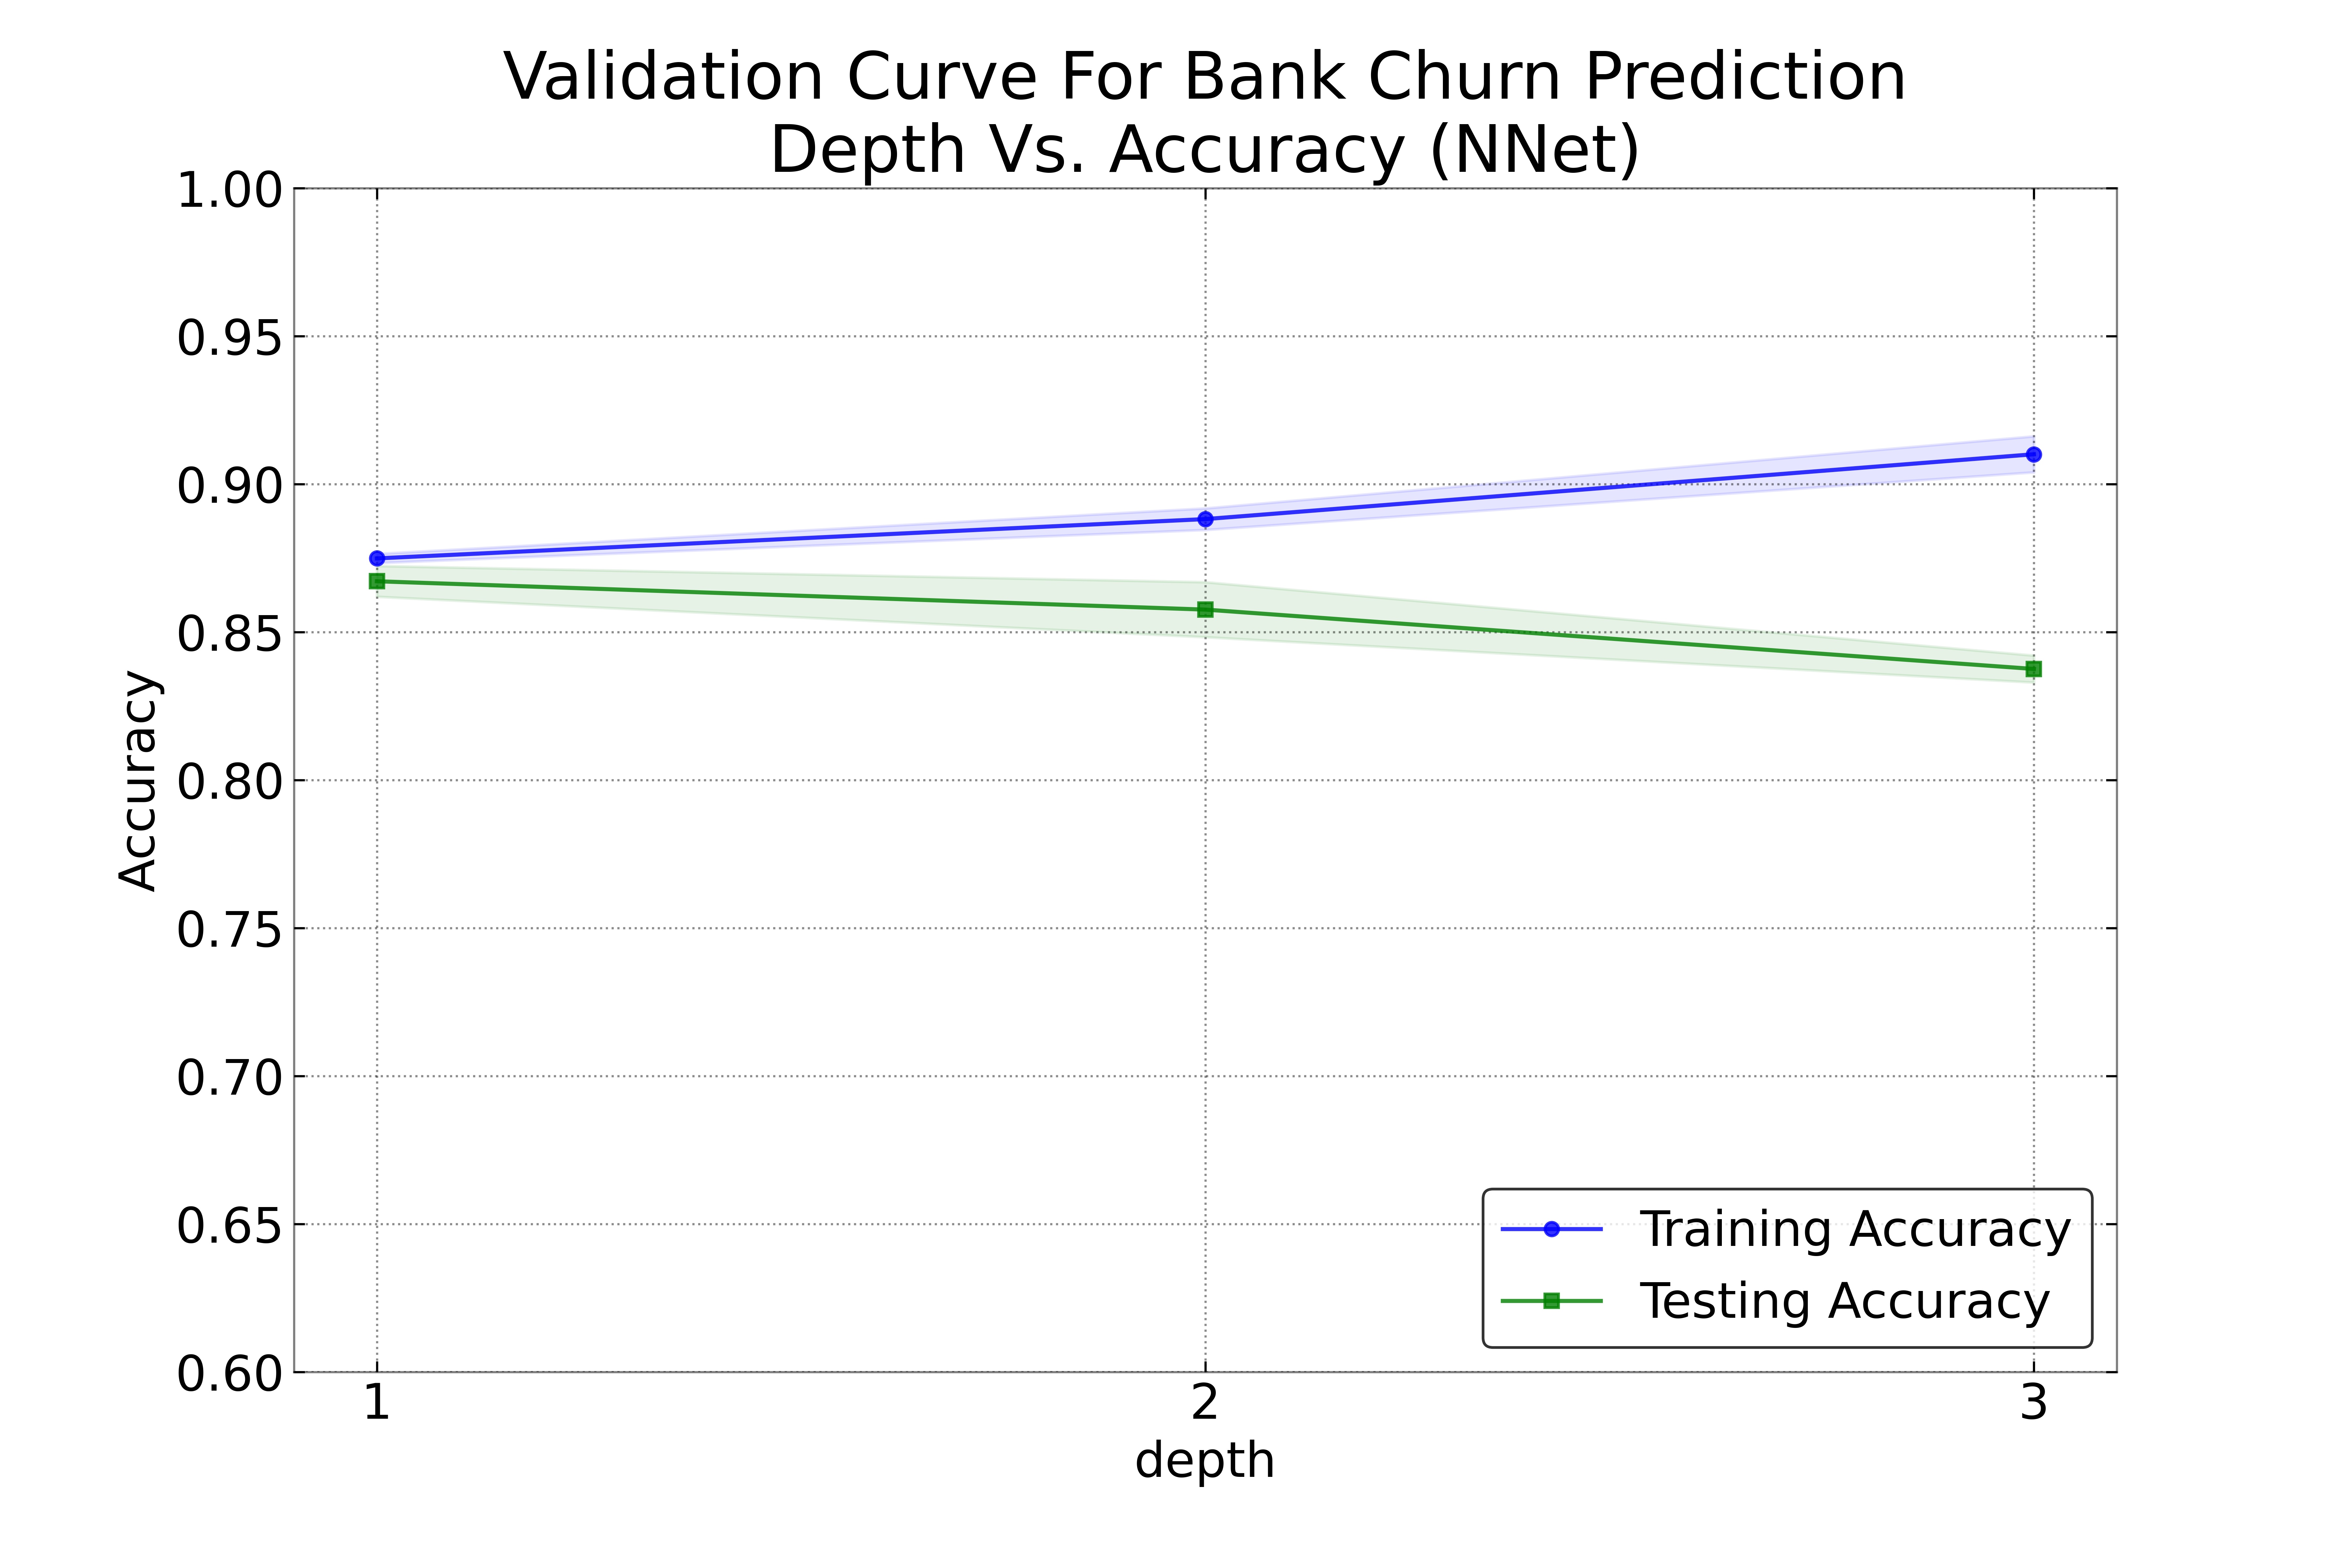 Validation Curve For Bank Churn Prediction
Depth Vs. Accuracy (NNet)
1.00
0.95
0.90
0.85
0.80
0.75
0.70
0.65
0.60
Accuracy
1 2 3
depth
Training Accuracy
Testing Accuracy